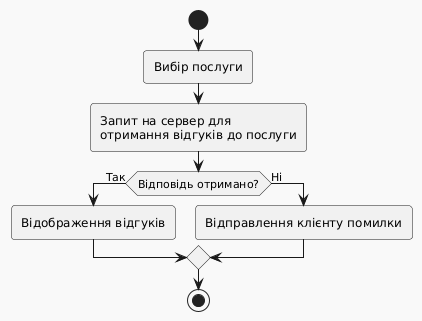 Вибір послуги
Запит на сервер для
отримання відгуків до послуги
Так
Відповідь отримано?
Ні
Відображення відгуків
Відправлення клієнту помилки